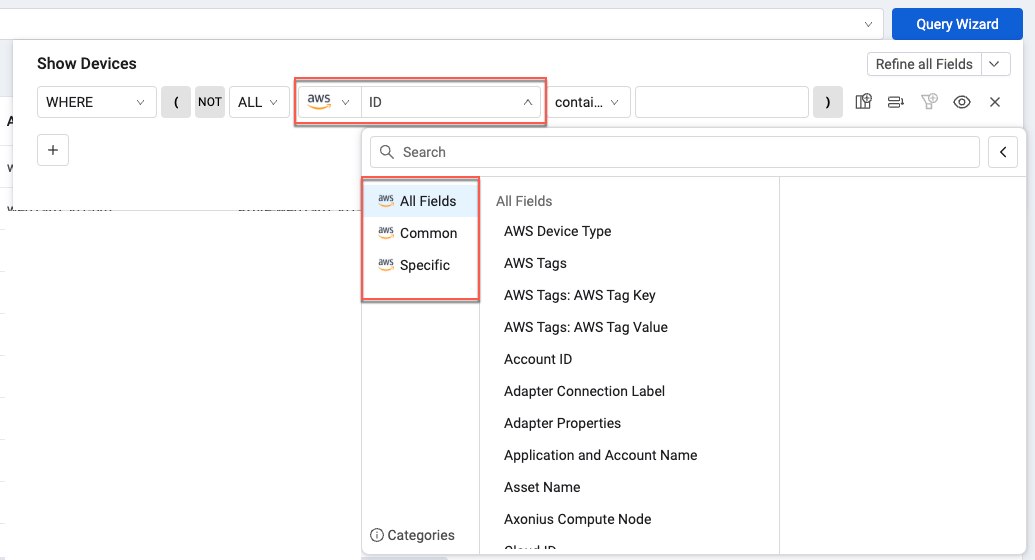 Query Wizard
Show Devices
Refine all Fields
WHERE ( NOT ALL aws ID contai... )
+
Search
aws All Fields
aws Common
aws Specific
Categories
All Fields
AWS Device Type
AWS Tags
AWS Tags: AWS Tag Key
AWS Tags: AWS Tag Value
Account ID
Adapter Connection Label
Adapter Properties
Application and Account Name
Asset Name
Axonius Compute Node
Cloud ID